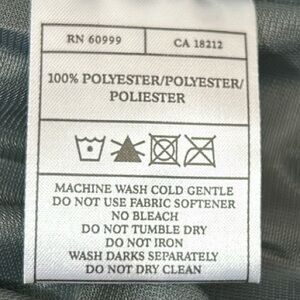 RN 60999
CA 18212
100% POLYESTER/POLYESTER/
POLIESTER
MACHINE WASH COLD GENTLE
DO NOT USE FABRIC SOFTENER
NO BLEACH
DO NOT TUMBLE DRY
DO NOT IRON
WASH DARKS SEPARATELY
DO NOT DRY CLEAN